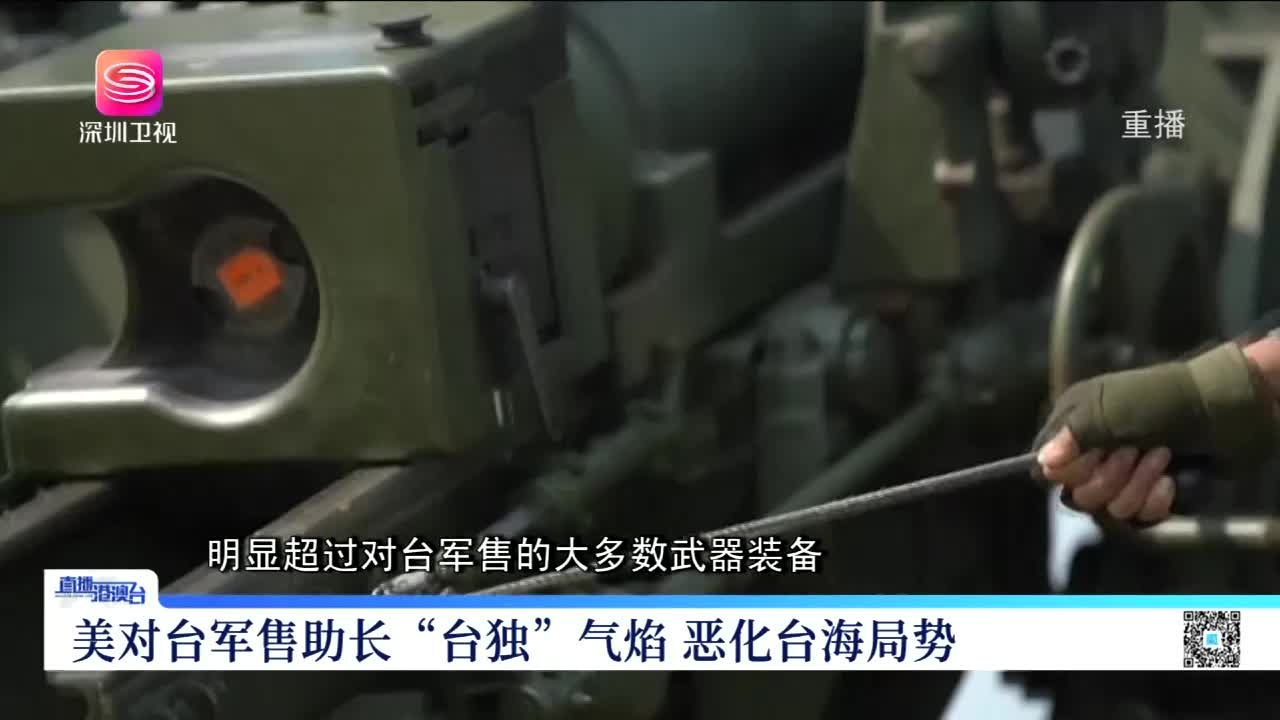 深圳卫视
重播
明显超过对台军售的大多数武器装备
直播港澳台
美对台军售助长“台独”气焰 恶化台海局势